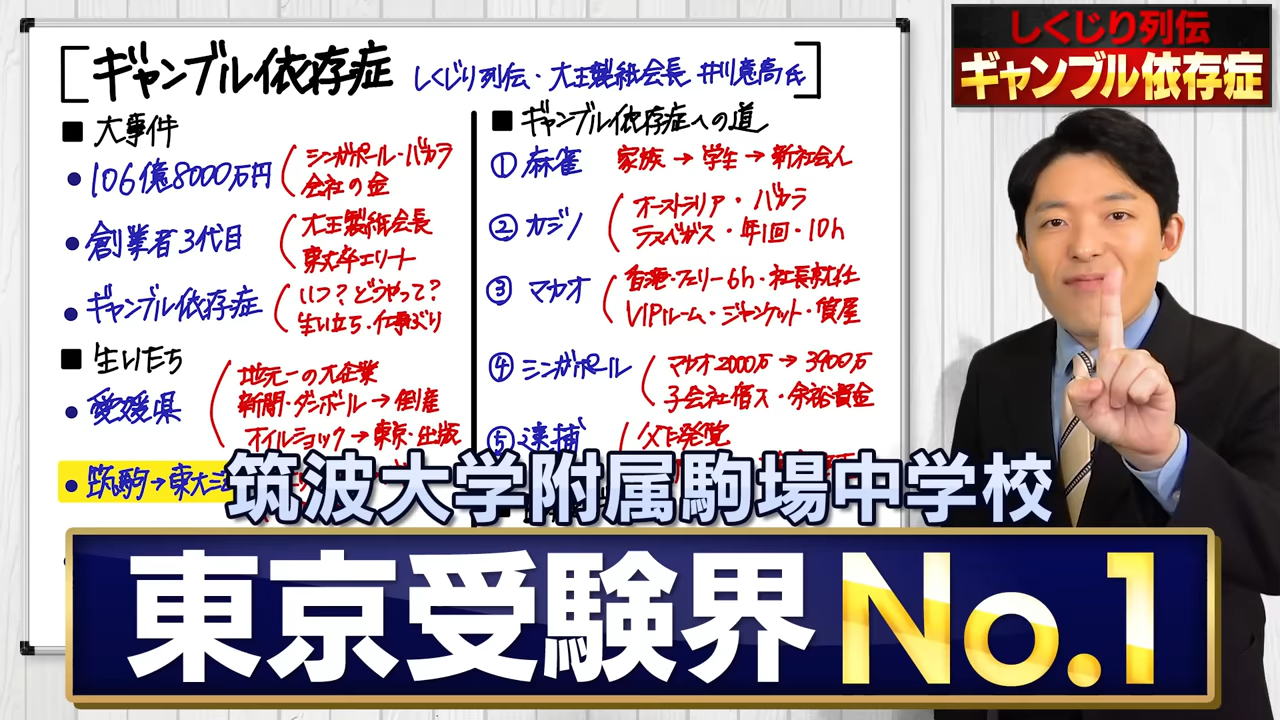 しくじり列伝
ギャンブル依存症
[ギャンブル依存症 しくじり列伝・大王製紙会長 井川意高氏]
■ 大事件
● 106億8000万円
シンガポール・バカラ
会社の金
● 創業者3代目
大王製紙会長
東大卒エリート
● ギャンブル依存症
いつ?どうやって?
生い立ち・仕事ぶり
■ 生いたち
● 愛媛県
地元一の大企業
新聞・ダンボール→倒産
オイルショック→東京・出版
● 筑駒→東大
■ ギャンブル依存症への道
① 麻雀 家族→学生→新社会人
② カジノ
オーストラリア・バカラ
ラスベガス・年1回・10h
③ マカオ
香港・フェリー6h・社長就任
VIPルーム・ジャンケット・質屋
④ シンガポール
マカオ2000万→3900万
子会社借入・余裕資金
⑤ 逮捕
父に発覚
筑波大学附属駒場中学校
東京受験界No.1